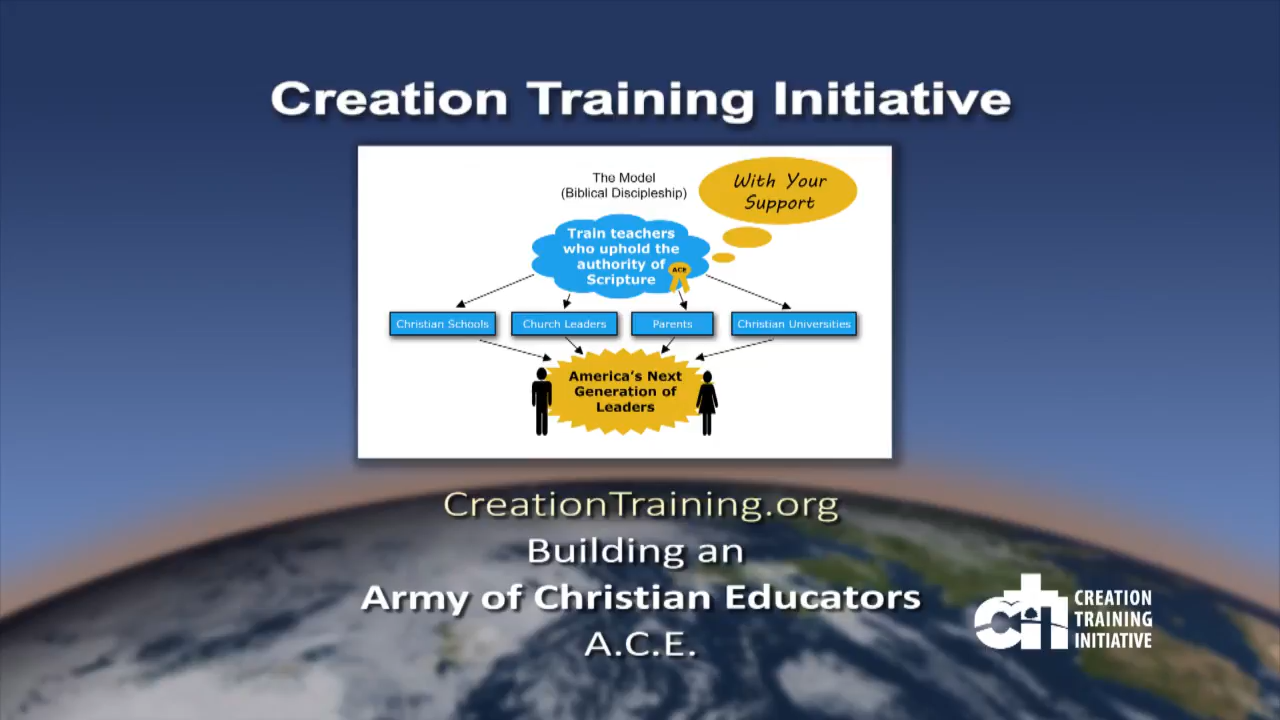 Creation Training Initiative
The Model
(Biblical Discipleship)
With Your
Support
Train teachers
who uphold the
authority of
Scripture
ACE
Christian Schools
Church Leaders
Parents
Christian Universities
America's Next
Generation of
Leaders
CreationTraining.org
Building an
Army of Christian Educators
A.C.E.
CREATION
TRAINING
INITIATIVE